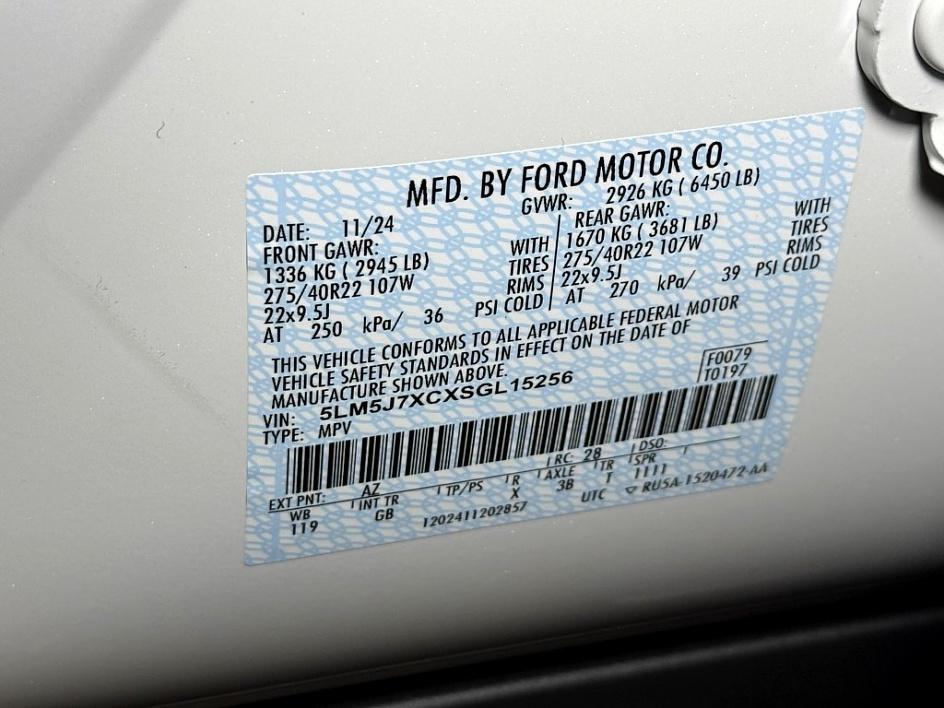 MFD. BY FORD MOTOR CO.
DATE: 11/24 GVWR: 2926 KG ( 6450 LB)
FRONT GAWR: REAR GAWR:
1336 KG ( 2945 LB) WITH 1670 KG ( 3681 LB) WITH
275/40R22 107W TIRES 275/40R22 107W TIRES
22x9.5J RIMS 22x9.5J RIMS
AT 250 kPa/ 36 PSI COLD AT 270 kPa/ 39 PSI COLD
THIS VEHICLE CONFORMS TO ALL APPLICABLE FEDERAL MOTOR
VEHICLE SAFETY STANDARDS IN EFFECT ON THE DATE OF
MANUFACTURE SHOWN ABOVE.
F0079
VIN: 5LM5J7XCXSGL15256
T0197
TYPE: MPV
EXT PNT: AZ RC: 28 DSO:
WB INT TR TP/PS R AXLE TR SPR
119 GB X 3B T 1111
1202411202857 UTC ▽ RU5A-1520472-AA